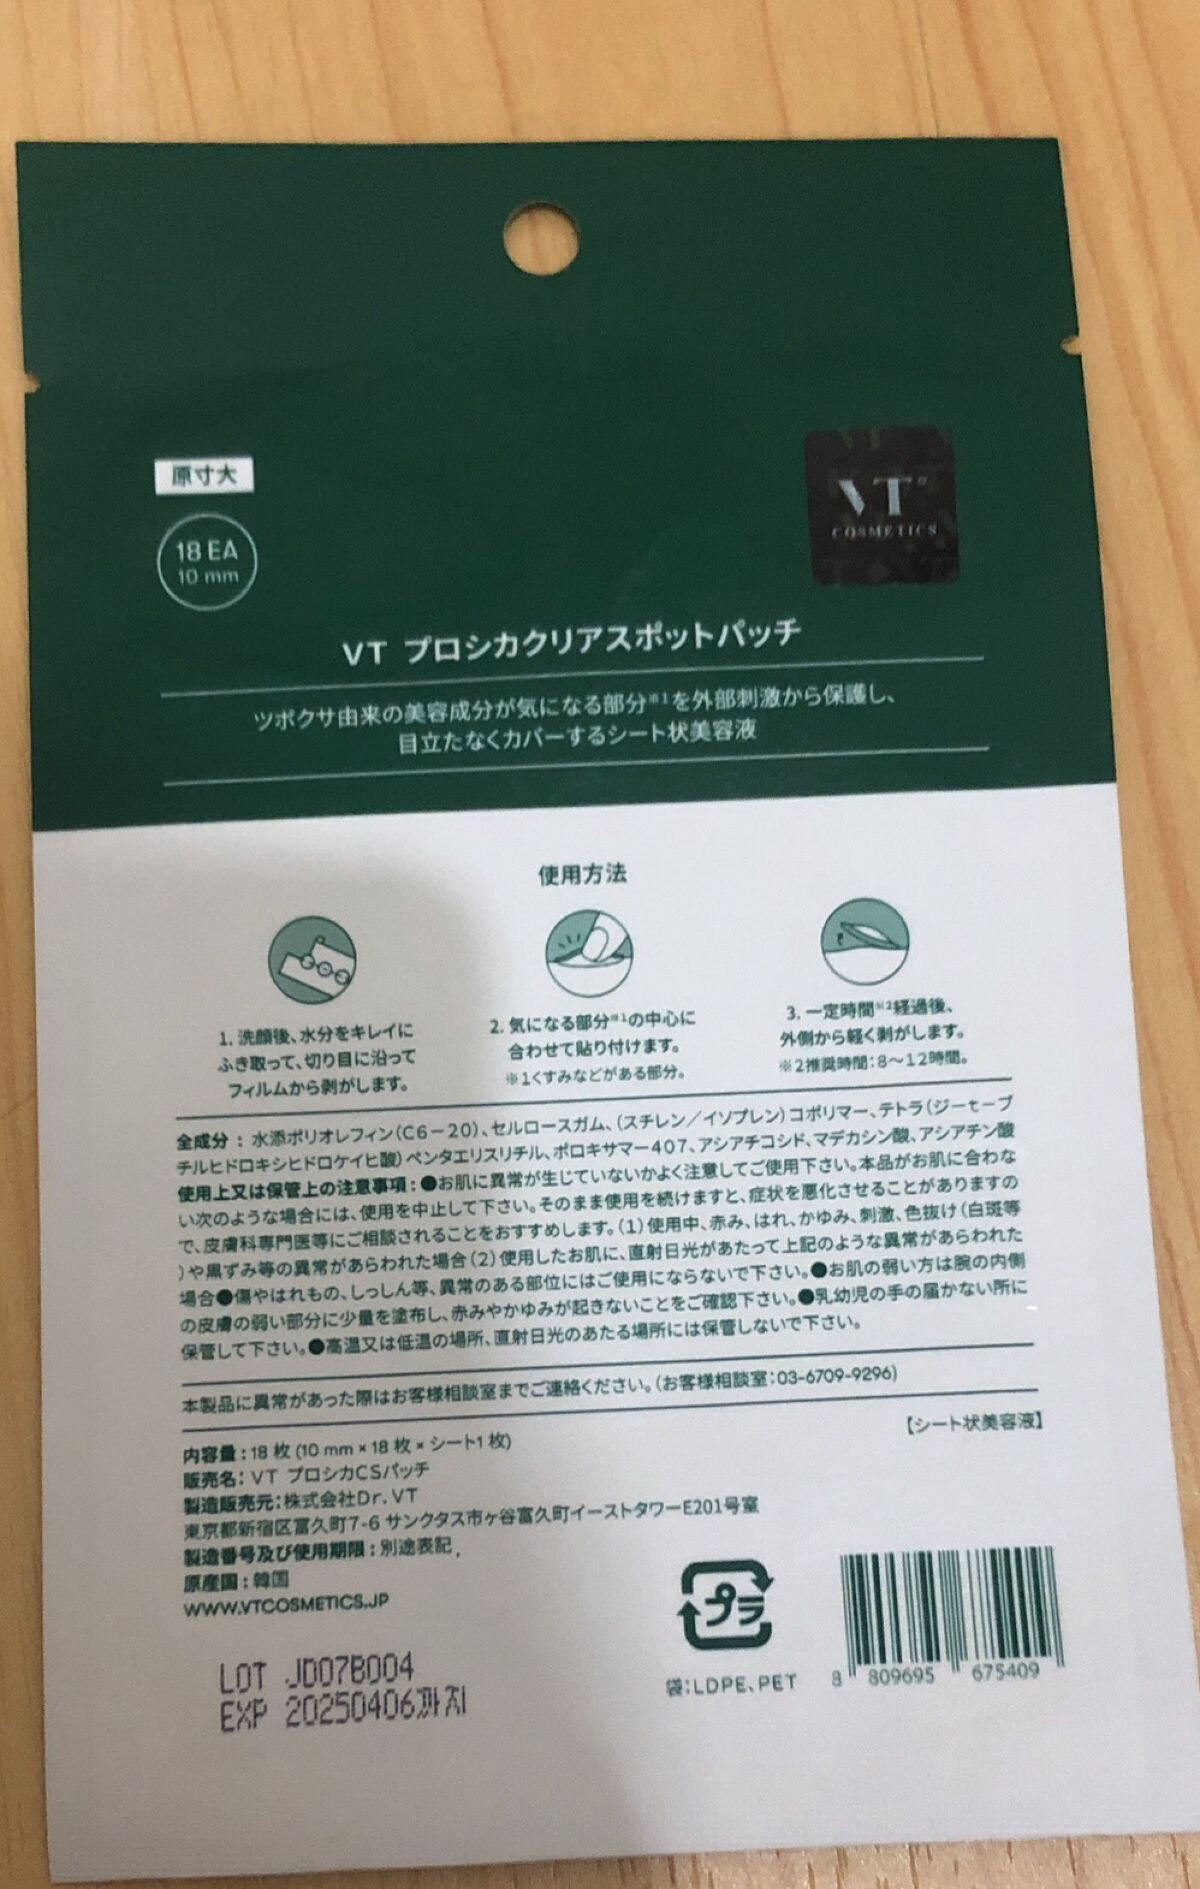 原寸大
18 EA
10 mm
VT
COSMETICS
VT プロシカクリアスポットパッチ
ツボクサ由来の美容成分が気になる部分※1を外部刺激から保護し、
目立たなくカバーするシート状美容液
使用方法
1. 洗顔後、水分をキレイに
ふき取って、切り目に沿って
フィルムから剥がします。
2. 気になる部分※1の中心に
合わせて貼り付けます。
※1くすみなどがある部分。
3. 一定時間※2経過後、
外側から軽く剥がします。
※2推奨時間：8〜12時間。
全成分：水添ポリオレフィン（C6－20）、セルロースガム、（スチレン／イソプレン）コポリマー、テトラ（ジーt－ブ
チルヒドロキシヒドロケイヒ酸）ペンタエリスリチル、ポロキサマー407、アシアチコシド、マデカシン酸、アシアチン酸
使用上又は保管上の注意事項：●お肌に異常が生じていないかよく注意してご使用下さい。本品がお肌に合わな
い次のような場合には、使用を中止して下さい。そのまま使用を続けますと、症状を悪化させることがありますの
で、皮膚科専門医等にご相談されることをおすすめします。（1）使用中、赤み、はれ、かゆみ、刺激、色抜け（白斑等
）や黒ずみ等の異常があらわれた場合（2）使用したお肌に、直射日光があたって上記のような異常があらわれた
場合●傷やはれもの、しっしん等、異常のある部位にはご使用にならないで下さい。●お肌の弱い方は腕の内側
の皮膚の弱い部分に少量を塗布し、赤みやかゆみが起きないことをご確認下さい。●乳幼児の手の届かない所に
保管して下さい。●高温又は低温の場所、直射日光のあたる場所には保管しないで下さい。
本製品に異常があった際はお客様相談室までご連絡ください。（お客様相談室：03-6709-9296）
【シート状美容液】
内容量：18 枚 (10 mm × 18 枚 × シート1 枚)
販売名：VT プロシカCSパッチ
製造販売元：株式会社Dr.VT
東京都新宿区富久町7-6 サンクタス市ヶ谷富久町イーストタワーE201号室
製造番号及び使用期限：別途表記,
原産国：韓国
WWW.VTCOSMETICS.JP
プラ
袋：LDPE、PET
8 809695 675409
LOT JD07B004
EXP 20250406까지